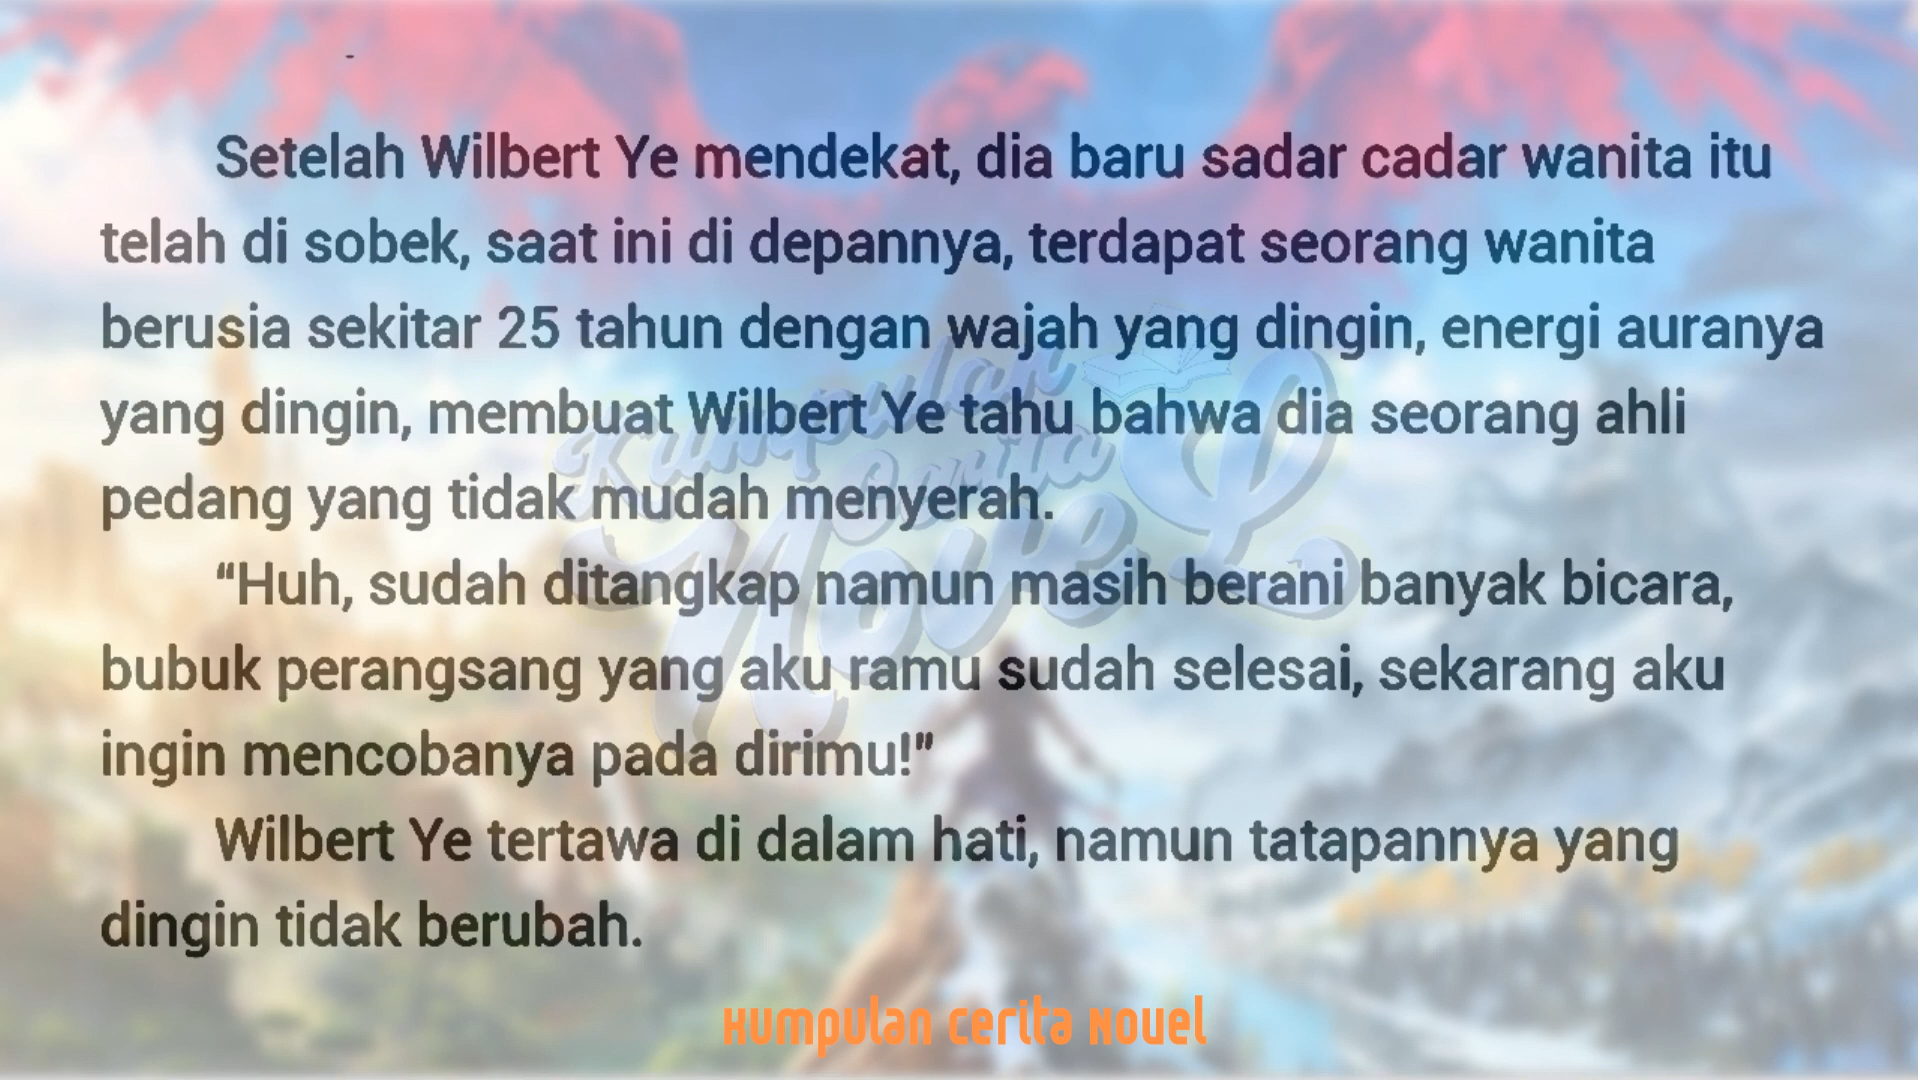 Setelah Wilbert Ye mendekat, dia baru sadar cadar wanita itu
telah di sobek, saat ini di depannya, terdapat seorang wanita
berusia sekitar 25 tahun dengan wajah yang dingin, energi auranya
yang dingin, membuat Wilbert Ye tahu bahwa dia seorang ahli
pedang yang tidak mudah menyerah.
“Huh, sudah ditangkap namun masih berani banyak bicara,
bubuk perangsang yang aku ramu sudah selesai, sekarang aku
ingin mencobanya pada dirimu!”
Wilbert Ye tertawa di dalam hati, namun tatapannya yang
dingin tidak berubah.
Kumpulan
Cerita
Novel
Kumpulan Cerita Novel